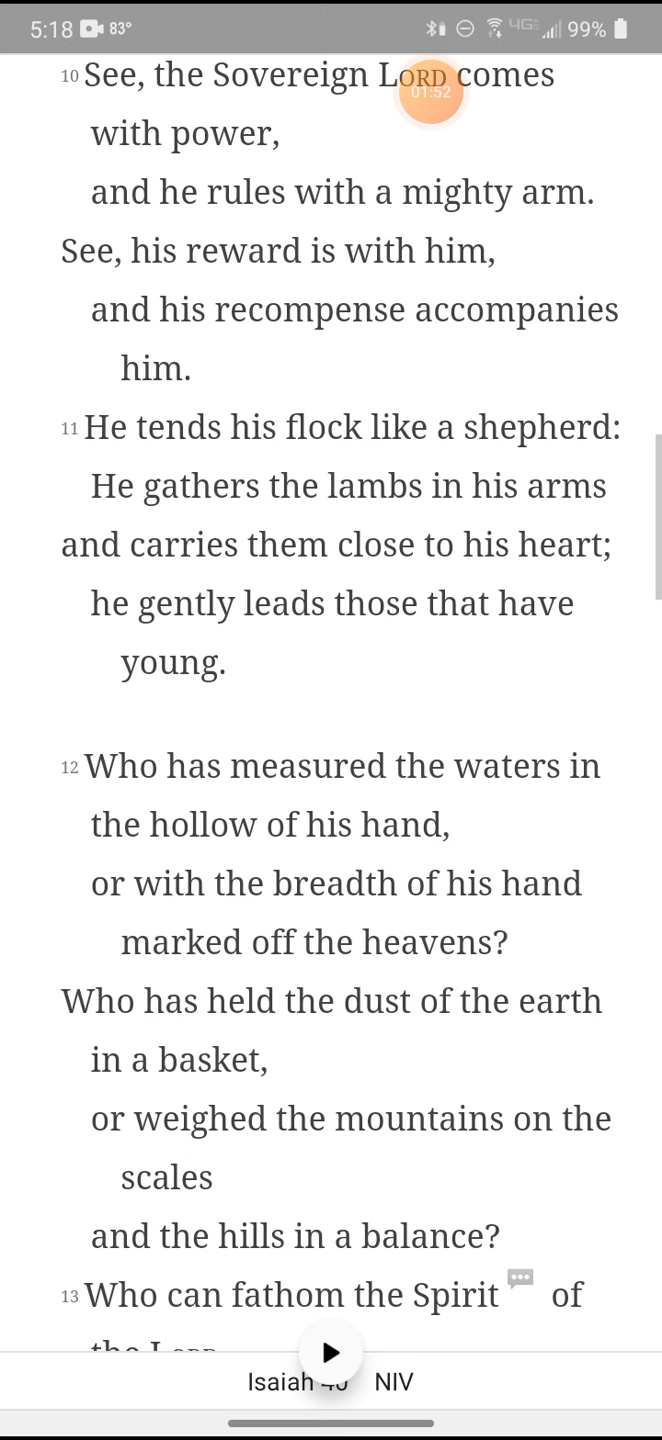 5:18 83° 4G 99%
10 See, the Sovereign LORD comes
01:52
with power,
and he rules with a mighty arm.
See, his reward is with him,
and his recompense accompanies
him.
11 He tends his flock like a shepherd:
He gathers the lambs in his arms
and carries them close to his heart;
he gently leads those that have
young.
12 Who has measured the waters in
the hollow of his hand,
or with the breadth of his hand
marked off the heavens?
Who has held the dust of the earth
in a basket,
or weighed the mountains on the
scales
and the hills in a balance?
13 Who can fathom the Spirit of
the LORD
Isaiah 40 NIV